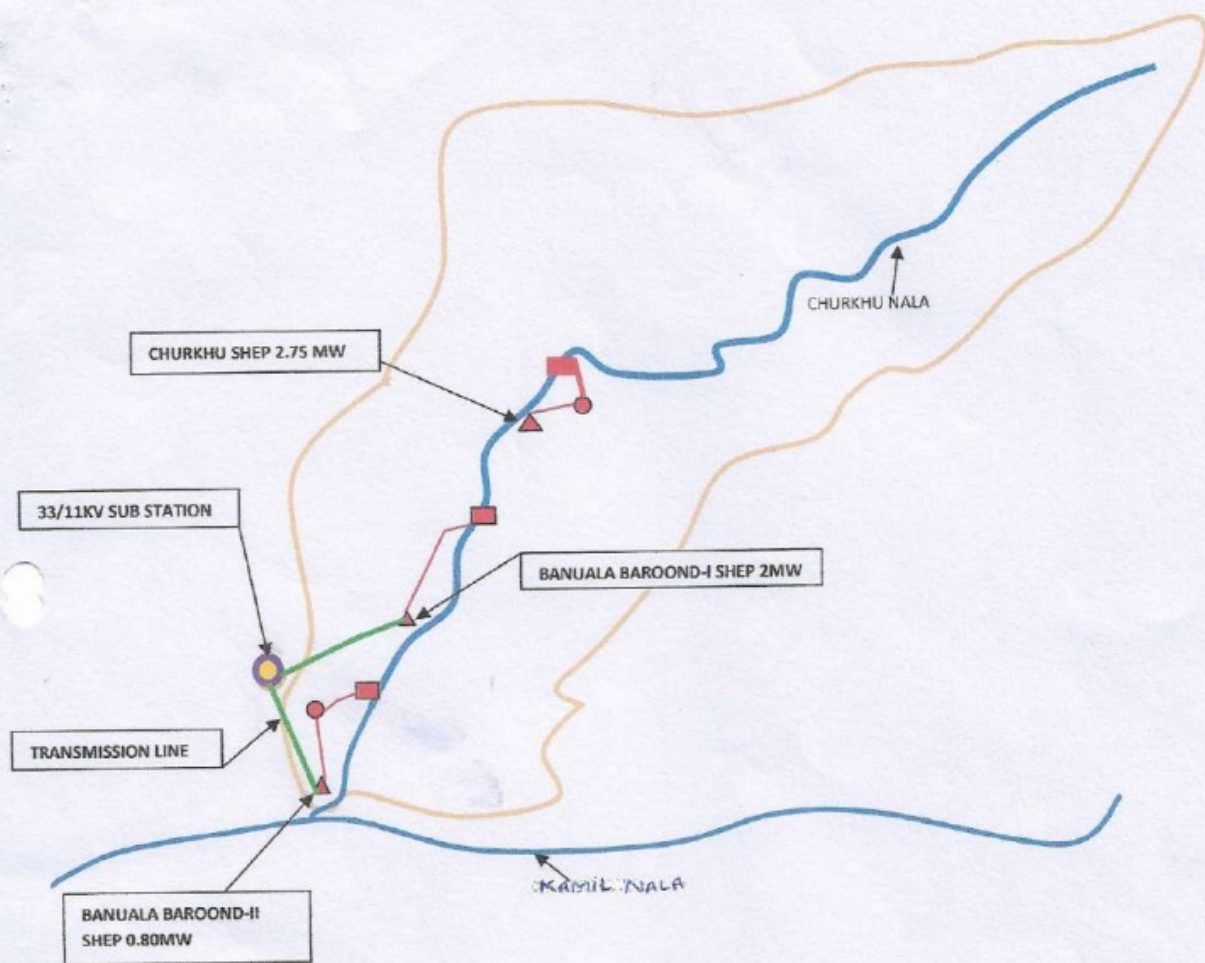 CHURKHU NALA
CHURKHU SHEP 2.75 MW
33/11KV SUB STATION
BANUALA BAROOND-I SHEP 2MW
TRANSMISSION LINE
KAMIL NALA
BANUALA BAROOND-II
SHEP 0.80MW